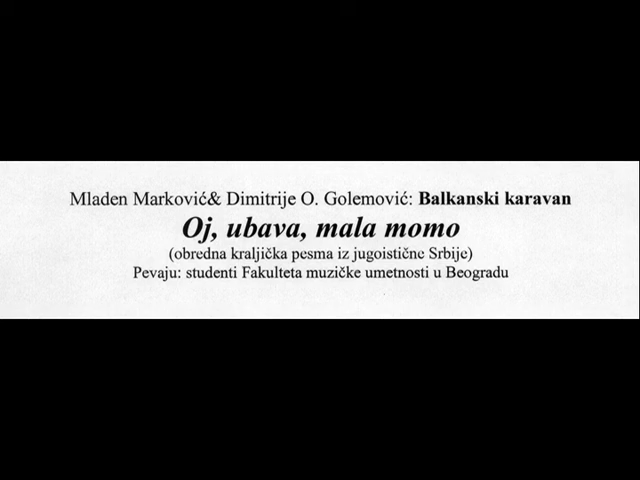 Mladen Marković& Dimitrije O. Golemović: Balkanski karavan
Oj, ubava, mala momo
(obredna kraljička pesma iz jugoistične Srbije)
Pevaju: studenti Fakulteta muzičke umetnosti u Beogradu